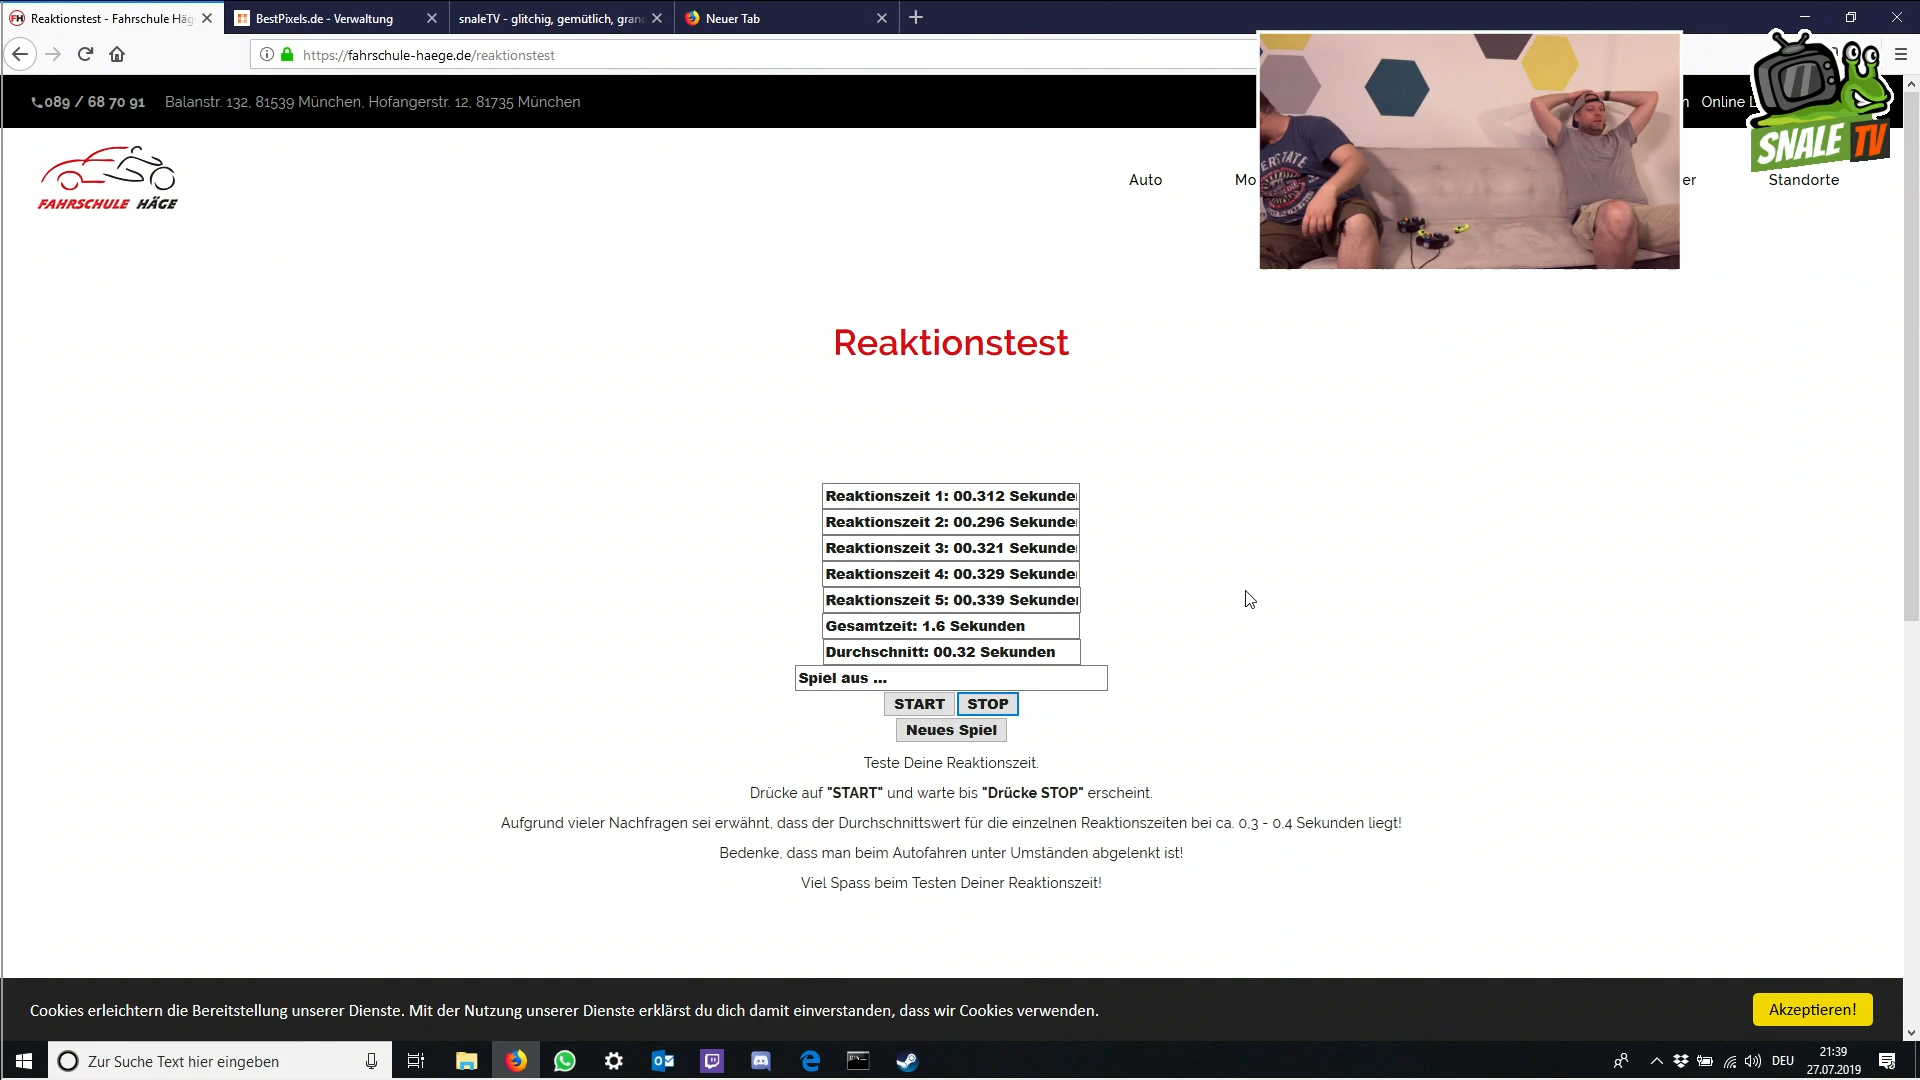 Reaktionstest - Fahrschule Häg
BestPixels.de - Verwaltung
snaleTV - glitchig, gemütlich, gran
Neuer Tab
https://fahrschule-haege.de/reaktionstest
089 / 68 70 91 Balanstr. 132, 81539 München, Hofangerstr. 12, 81735 München
Online
SNALE TV
FAHRSCHULE HÄGE
Auto
Mo
er
Standorte
Reaktionstest
Reaktionszeit 1: 00.312 Sekunde
Reaktionszeit 2: 00.296 Sekunde
Reaktionszeit 3: 00.321 Sekunde
Reaktionszeit 4: 00.329 Sekunde
Reaktionszeit 5: 00.339 Sekunde
Gesamtzeit: 1.6 Sekunden
Durchschnitt: 00.32 Sekunden
Spiel aus ...
START STOP
Neues Spiel
Teste Deine Reaktionszeit.
Drücke auf "START" und warte bis "Drücke STOP" erscheint.
Aufgrund vieler Nachfragen sei erwähnt, dass der Durchschnittswert für die einzelnen Reaktionszeiten bei ca. 0,3 - 0,4 Sekunden liegt!
Bedenke, dass man beim Autofahren unter Umständen abgelenkt ist!
Viel Spass beim Testen Deiner Reaktionszeit!
Cookies erleichtern die Bereitstellung unserer Dienste. Mit der Nutzung unserer Dienste erklärst du dich damit einverstanden, dass wir Cookies verwenden.
Akzeptieren!
Zur Suche Text hier eingeben
DEU
21:39
27.07.2019